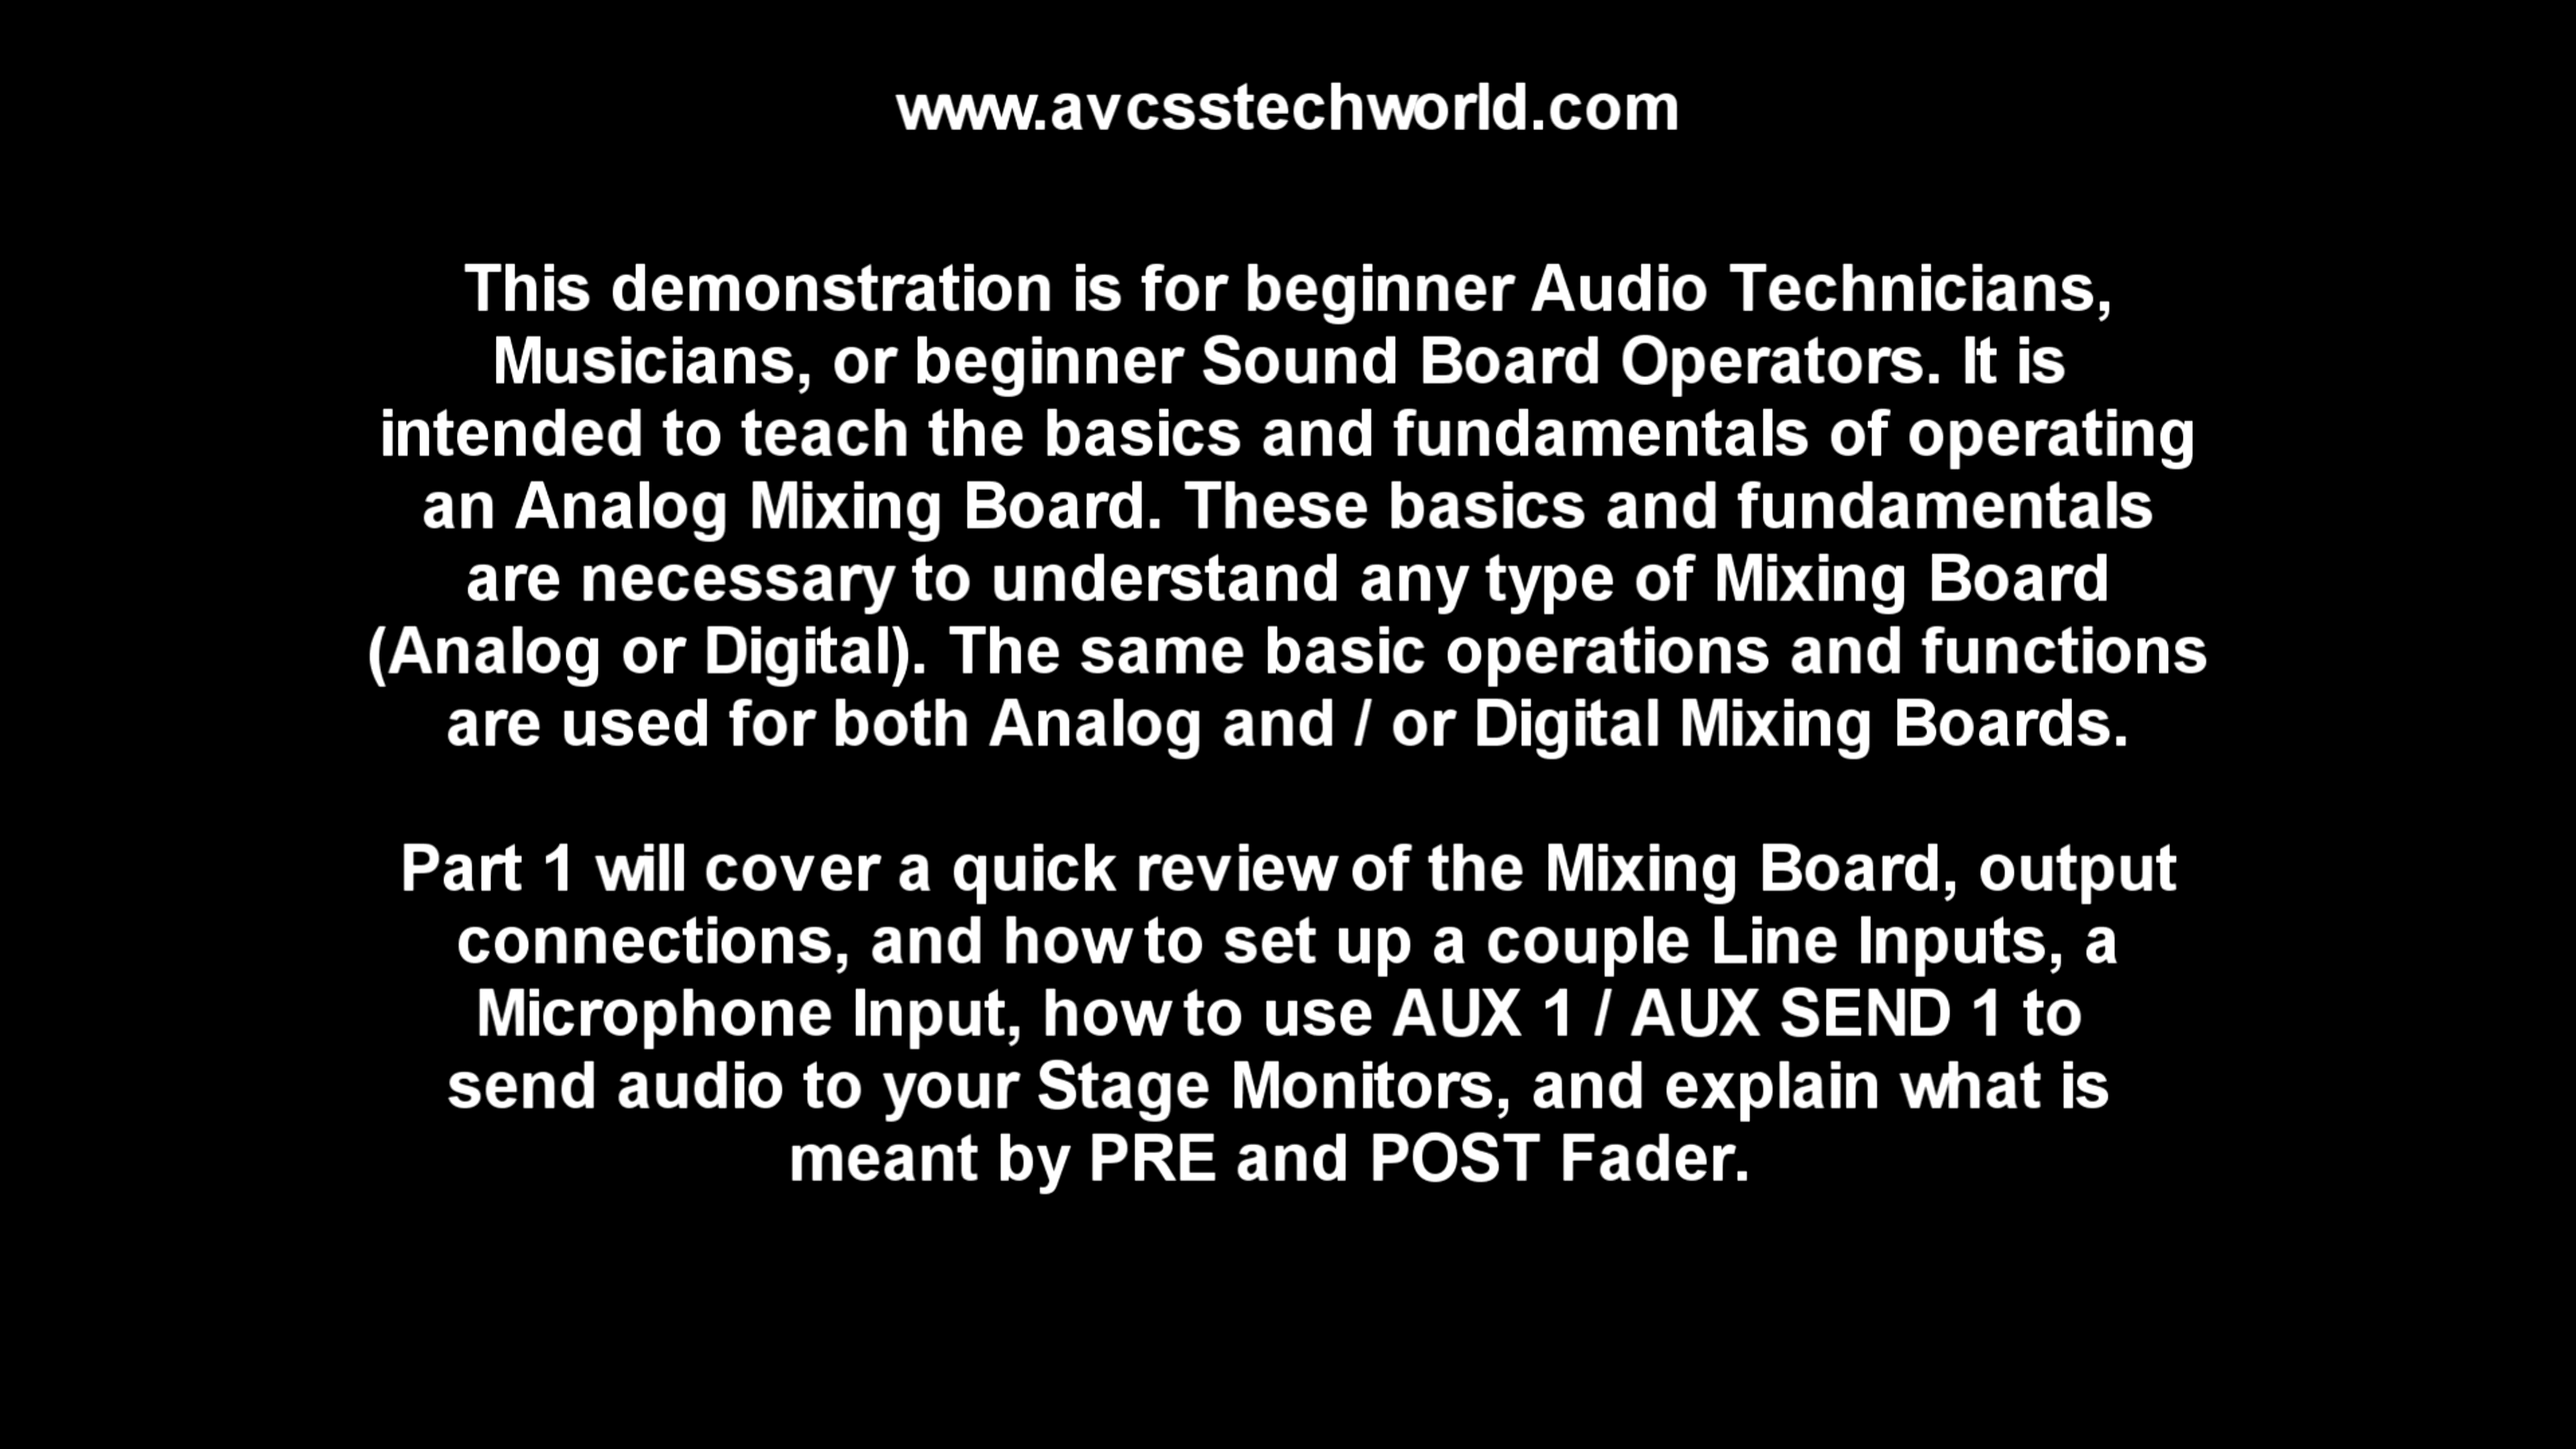 www.avcsstechworld.com
This demonstration is for beginner Audio Technicians,
Musicians, or beginner Sound Board Operators. It is
intended to teach the basics and fundamentals of operating
an Analog Mixing Board. These basics and fundamentals
are necessary to understand any type of Mixing Board
(Analog or Digital). The same basic operations and functions
are used for both Analog and / or Digital Mixing Boards.
Part 1 will cover a quick review of the Mixing Board, output
connections, and how to set up a couple Line Inputs, a
Microphone Input, how to use AUX 1 / AUX SEND 1 to
send audio to your Stage Monitors, and explain what is
meant by PRE and POST Fader.